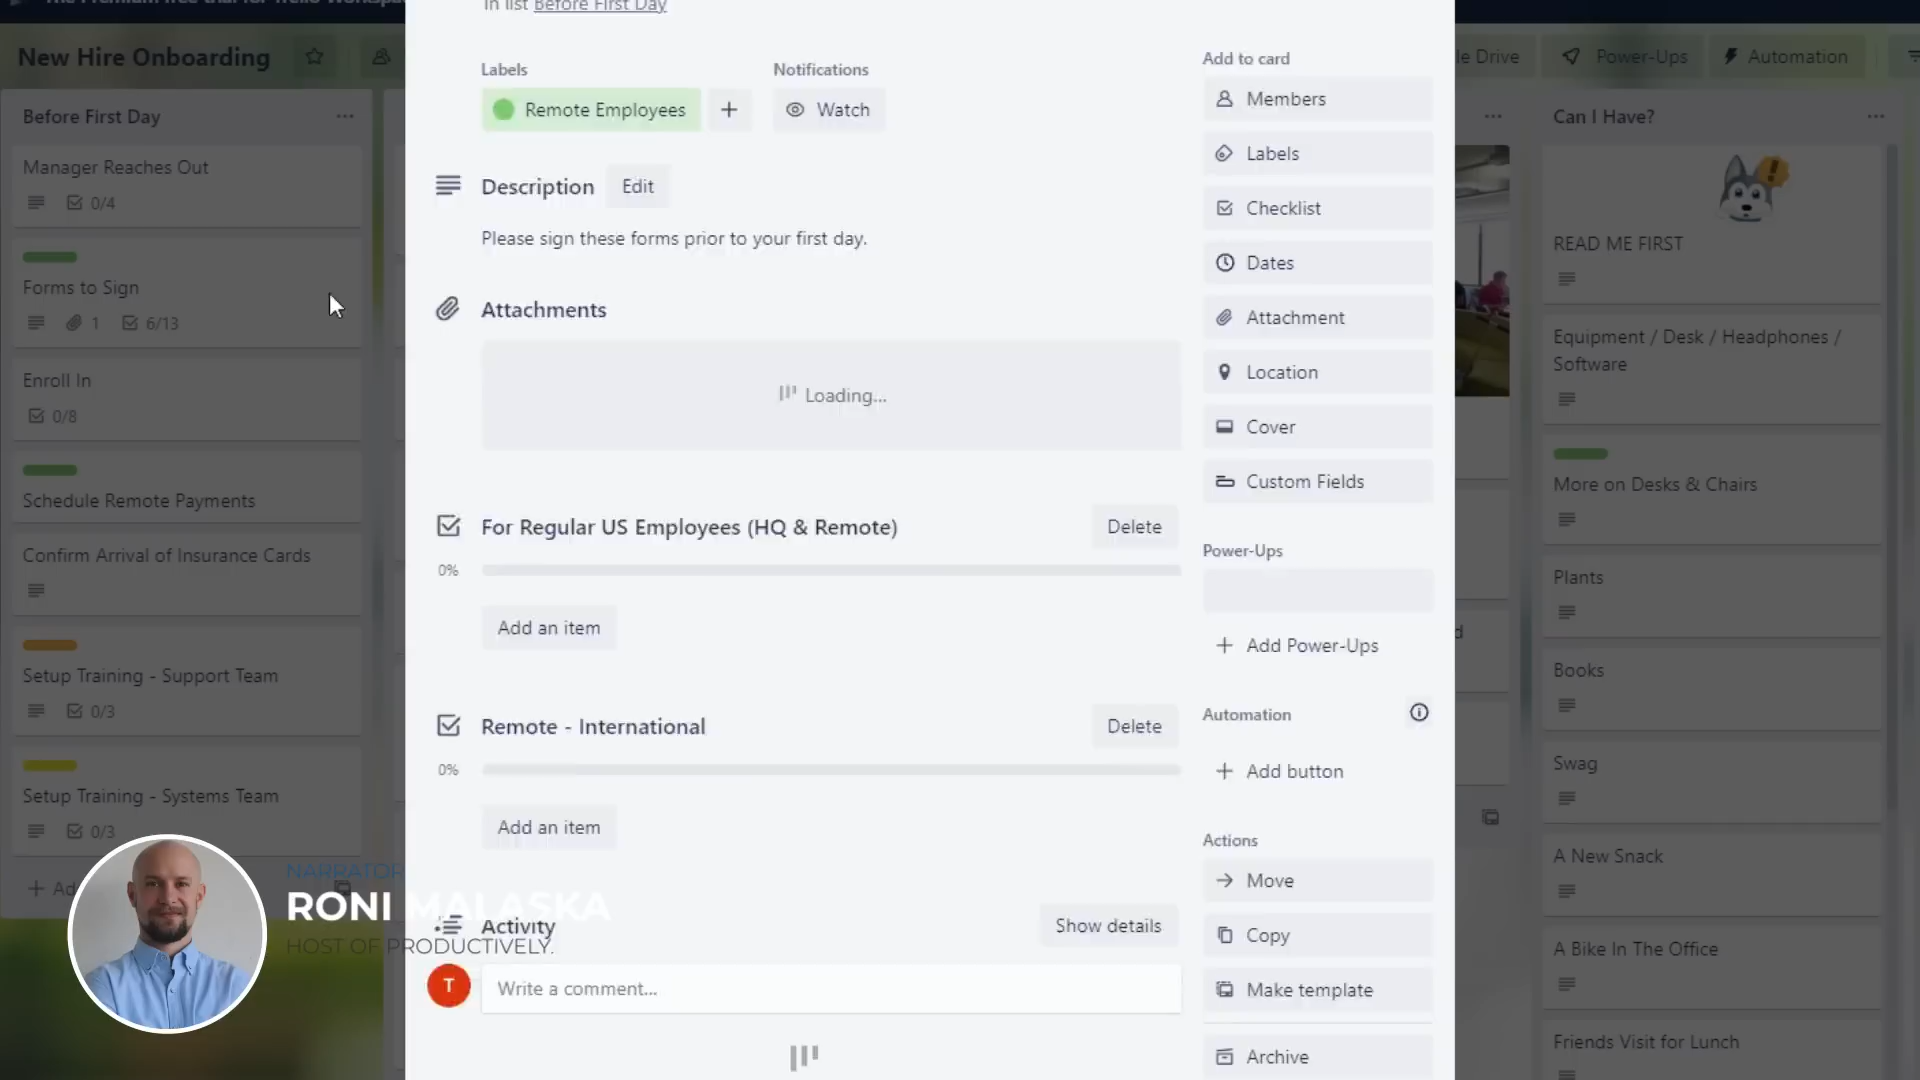 In list Before First Day
New Hire Onboarding
le Drive
Power-Ups
Automation
Before First Day
Manager Reaches Out
0/4
Forms to Sign
1
6/13
Enroll In
0/8
Schedule Remote Payments
Confirm Arrival of Insurance Cards
Setup Training - Support Team
0/3
Setup Training - Systems Team
0/3
Labels
Remote Employees
Notifications
Watch
Description
Edit
Please sign these forms prior to your first day.
Attachments
Loading...
For Regular US Employees (HQ & Remote)
Delete
0%
Add an item
Remote - International
Delete
0%
Add an item
Activity
Show details
T
Write a comment...
Add to card
Members
Labels
Checklist
Dates
Attachment
Location
Cover
Custom Fields
Power-Ups
Add Power-Ups
Automation
Add button
Actions
Move
Copy
Make template
Archive
Can I Have?
READ ME FIRST
Equipment / Desk / Headphones /
Software
More on Desks & Chairs
Plants
Books
Swag
A New Snack
A Bike In The Office
Friends Visit for Lunch
NARRATOR
RONI MALASKA
HOST OF PRODUCTIVELY.